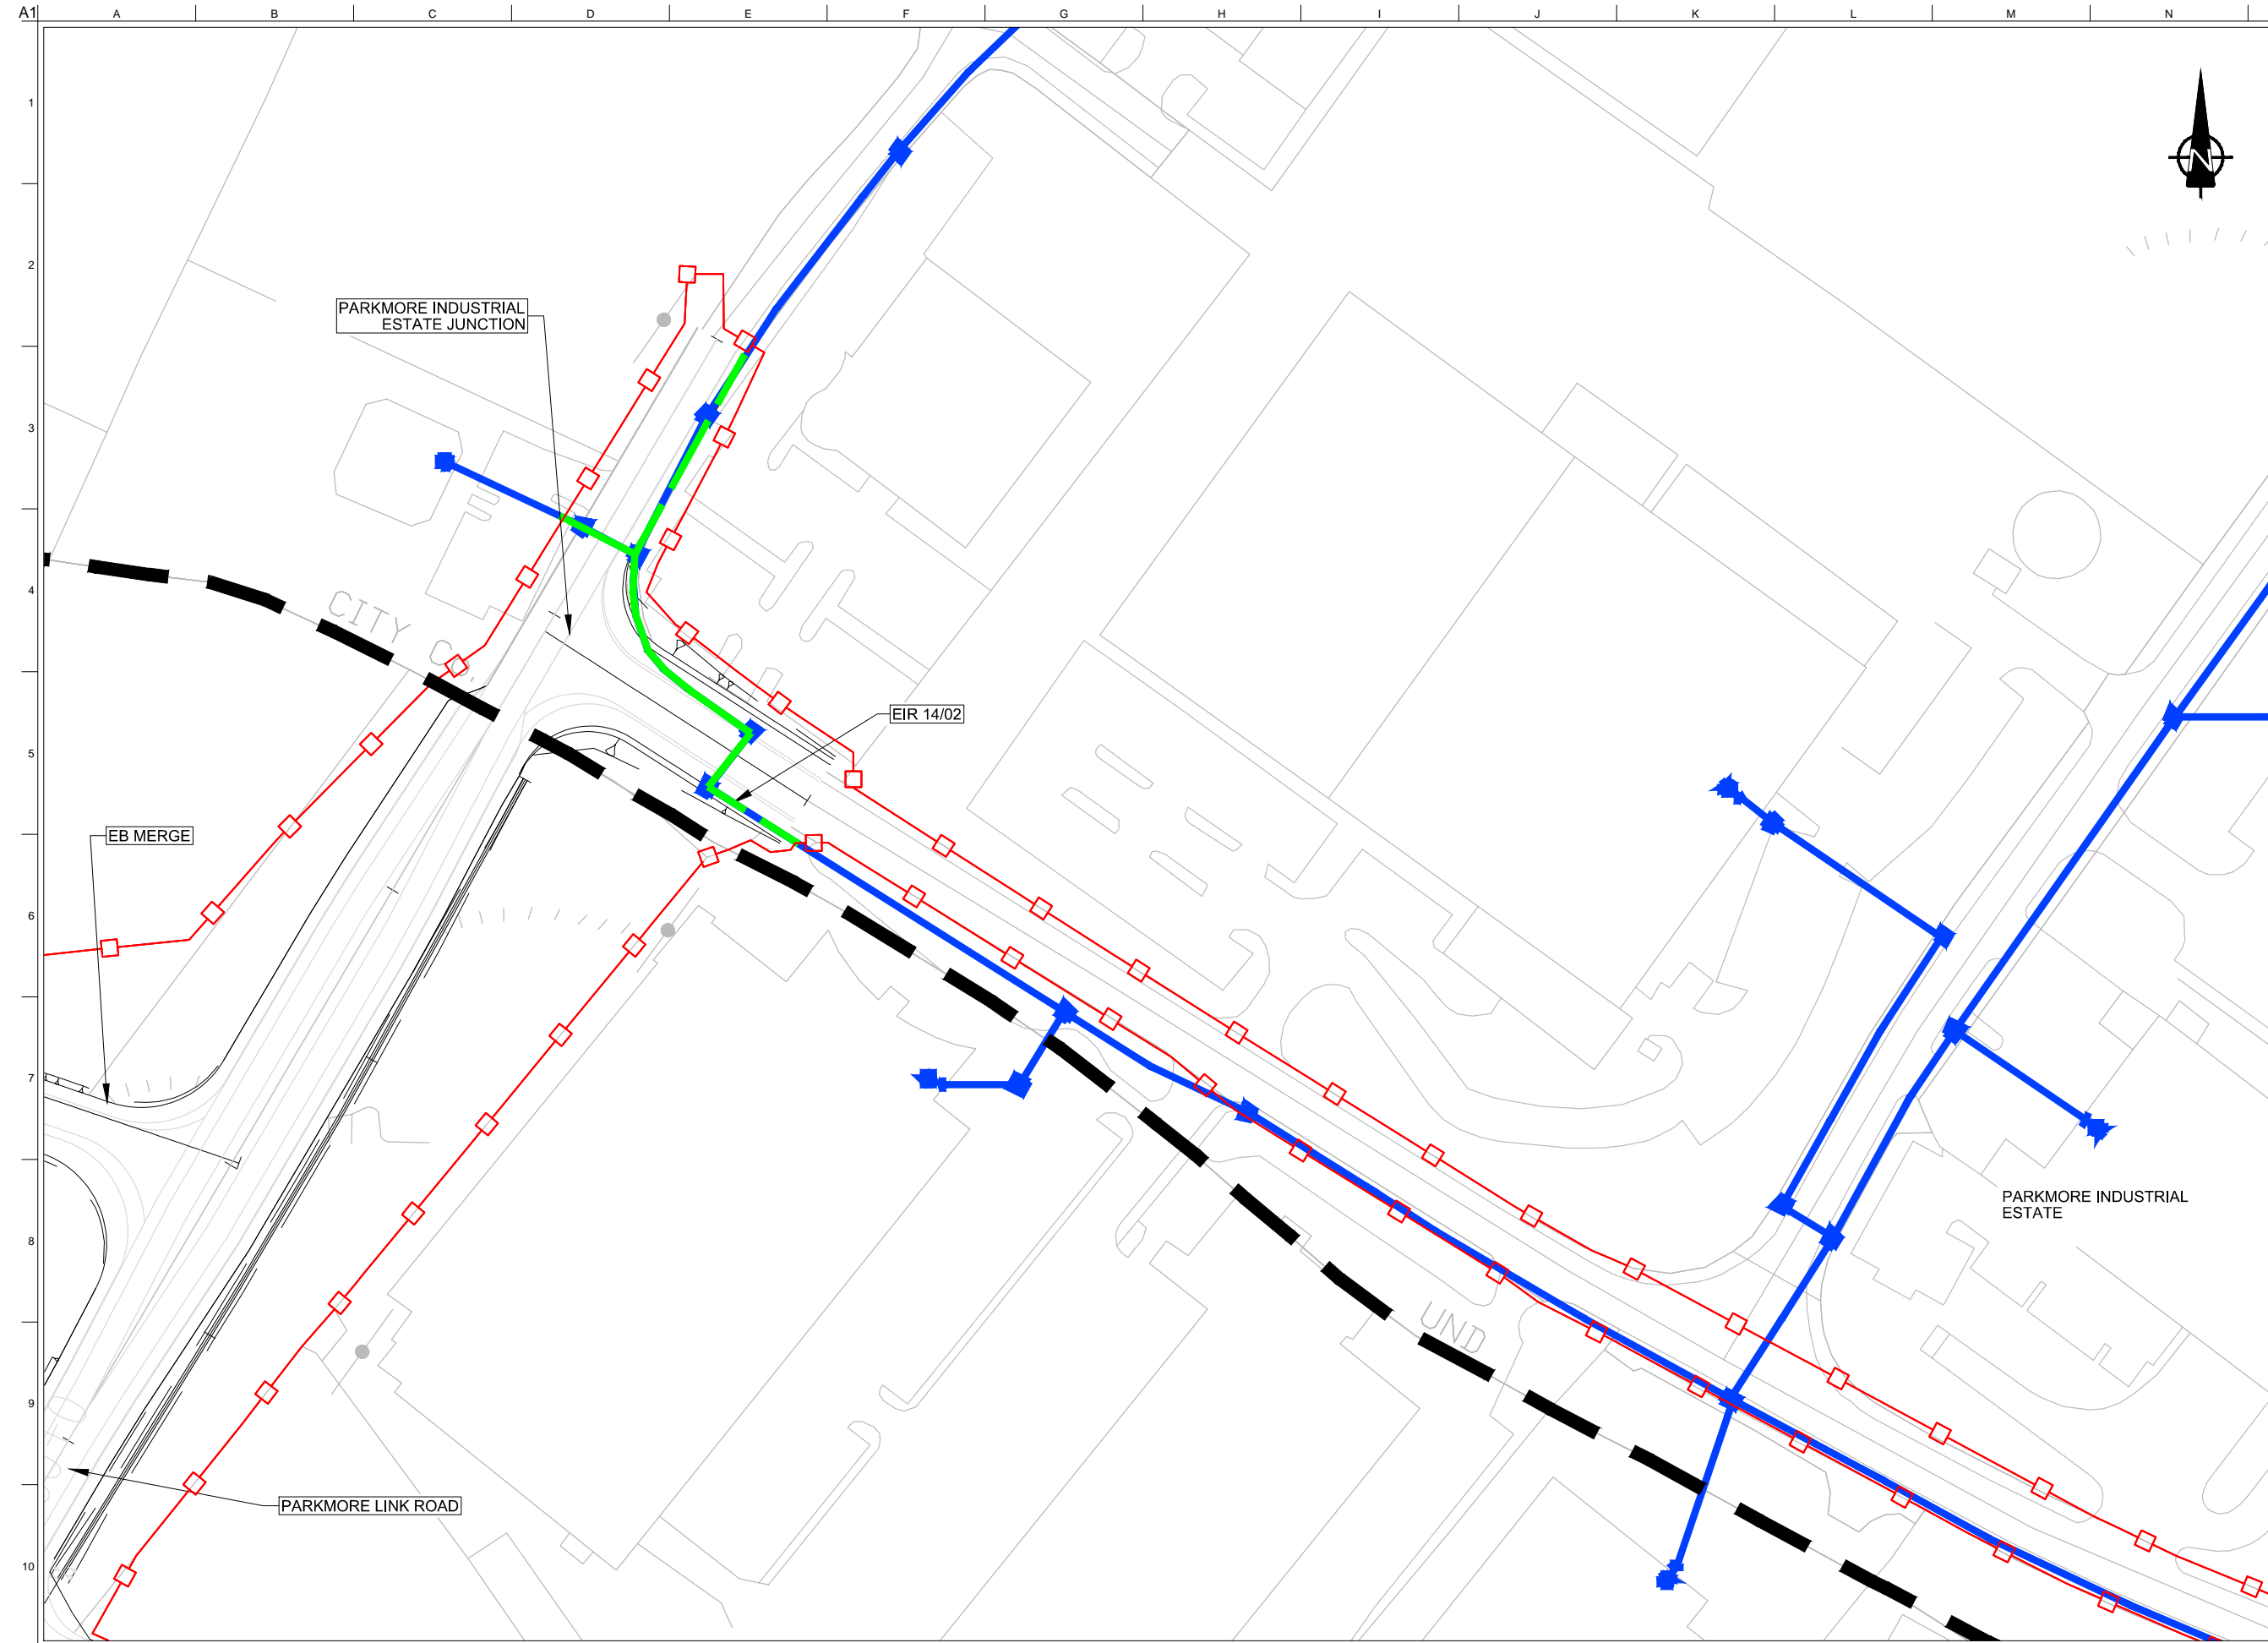 A1
A B C D E F G H I J K L M N
1
2
3
4
5
6
7
8
9
10
N
PARKMORE INDUSTRIAL
ESTATE JUNCTION
CITY
EIR 14/02
EB MERGE
PARKMORE INDUSTRIAL
ESTATE
UND
PARKMORE LINK ROAD